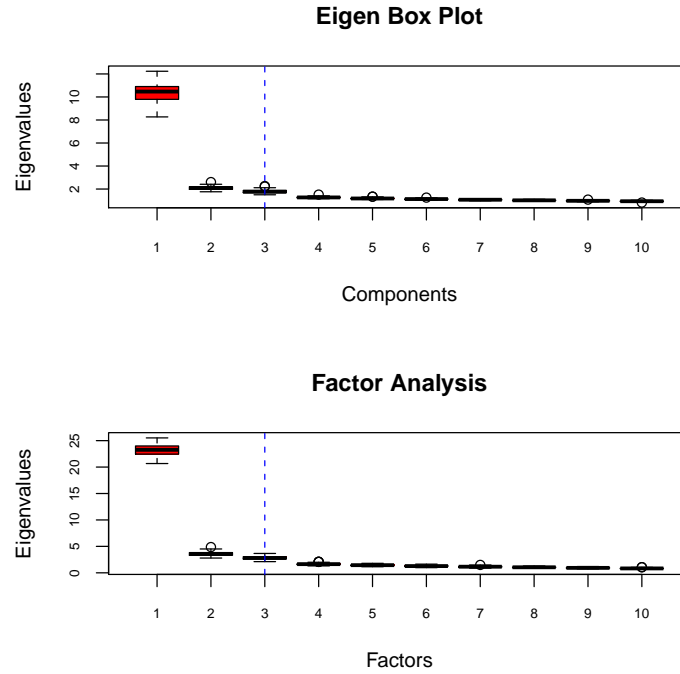 Eigen Box Plot
Eigenvalues
10
8
6
4
2
1 2 3 4 5 6 7 8 9 10
Components
Factor Analysis
Eigenvalues
25
20
15
10
5
0
1 2 3 4 5 6 7 8 9 10
Factors